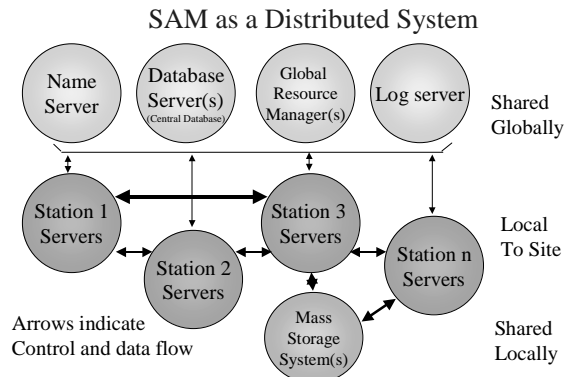 SAM as a Distributed System
Name
Server
Database
Server(s)
(Central Database)
Global
Resource
Manager(s)
Log server
Shared
Globally
Station 1
Servers
Station 2
Servers
Station 3
Servers
Station n
Servers
Local
To Site
Arrows indicate
Control and data flow
Mass
Storage
System(s)
Shared
Locally